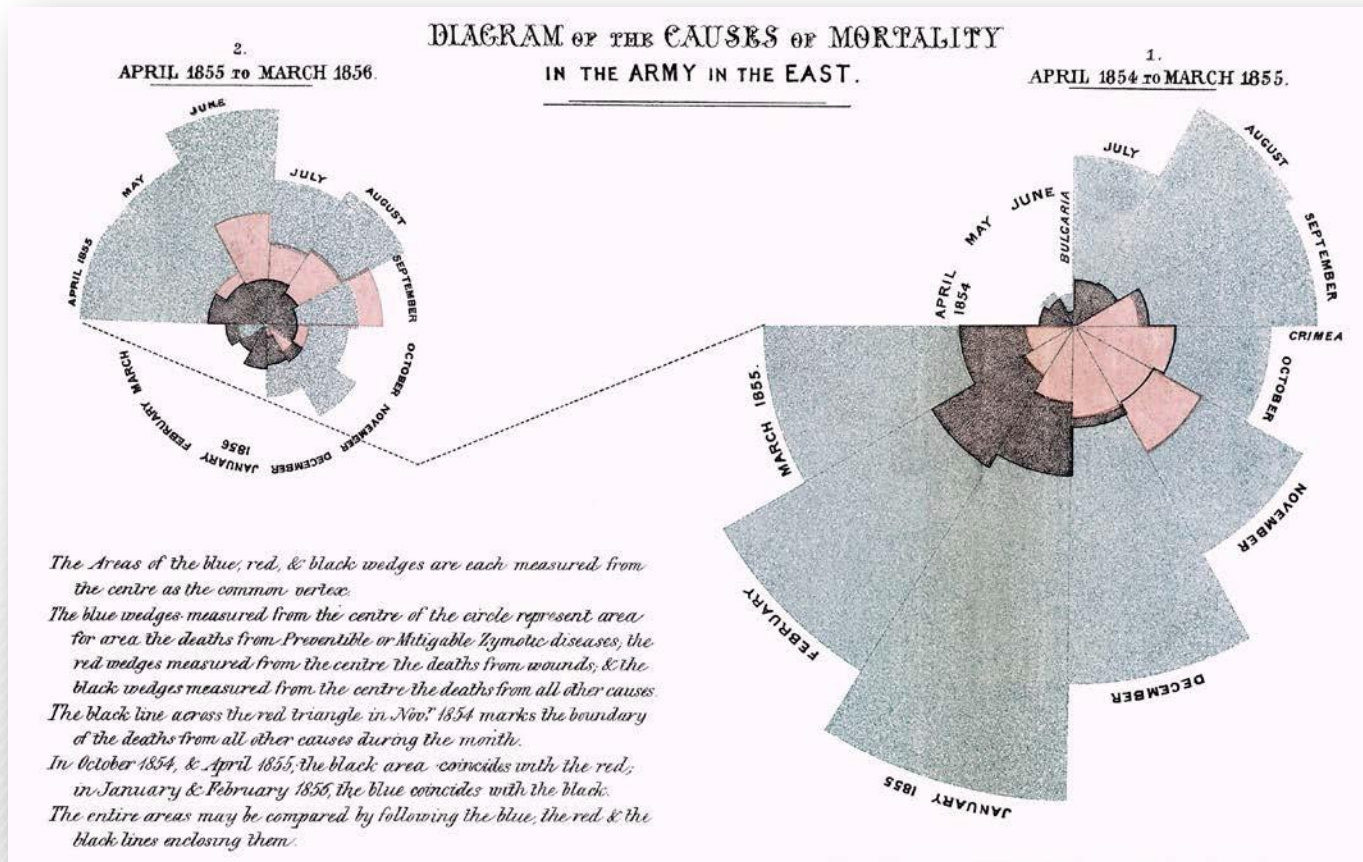 DIAGRAM OF THE CAUSES OF MORTALITY
IN THE ARMY IN THE EAST.
2.
APRIL 1855 TO MARCH 1856.
1.
APRIL 1854 TO MARCH 1855.
APRIL 1855
MAY
JUNE
JULY
AUGUST
SEPTEMBER
OCTOBER
NOVEMBER
DECEMBER
JANUARY
1856
FEBRUARY
MARCH
APRIL
1854
MAY
JUNE
BULGARIA
JULY
AUGUST
SEPTEMBER
CRIMEA
OCTOBER
NOVEMBER
DECEMBER
JANUARY 1855
FEBRUARY
MARCH 1855.
The Areas of the blue, red, & black wedges are each measured from
the centre as the common vertex.
The blue wedges measured from the centre of the circle represent area
for area the deaths from Preventible or Mitigable Zymotic diseases; the
red wedges measured from the centre the deaths from wounds; & the
black wedges measured from the centre the deaths from all other causes.
The black line across the red triangle in Novr. 1854 marks the boundary
of the deaths from all other causes during the month.
In October 1854, & April 1855, the black area coincides with the red;
in January & February 1856, the blue coincides with the black.
The entire areas may be compared by following the blue, the red & the
black lines enclosing them.